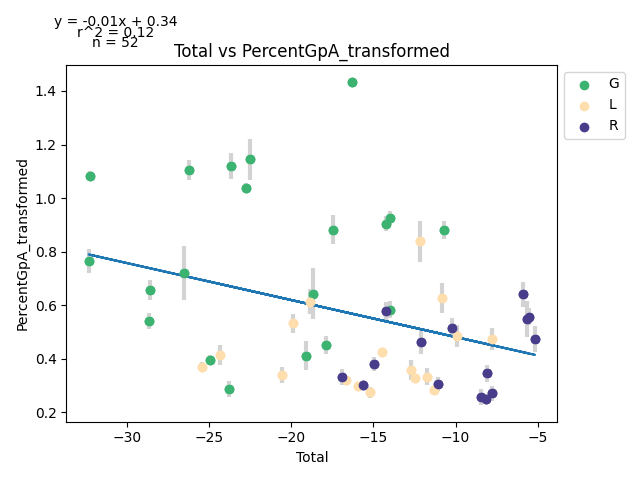 y = -0.01x + 0.34
r^2 = 0.12
n = 52
Total vs PercentGpA_transformed
G
L
R
PercentGpA_transformed
1.4
1.2
1.0
0.8
0.6
0.4
0.2
−30 −25 −20 −15 −10 −5
Total